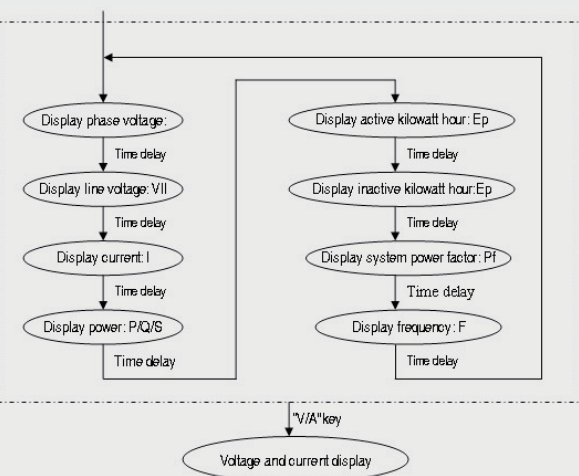 Display phase voltage:
Time delay
Display line voltage: Vll
Time delay
Display current: I
Time delay
Display power: P/Q/S
Time delay
Display active kilowatt hour: Ep
Time delay
Display inactive kilowatt hour:Ep
Time delay
Display system power factor: Pf
Time delay
Display frequency: F
Time delay
"V/A"key
Voltage and current display